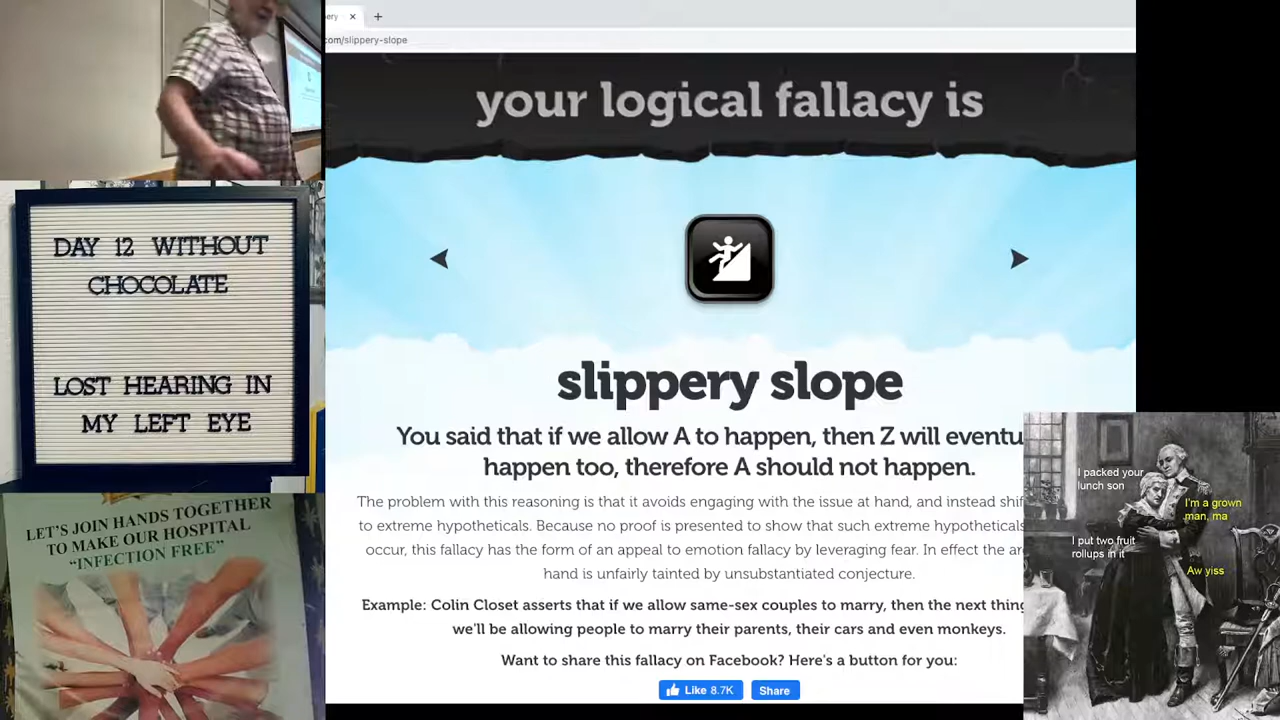 ery
com/slippery-slope
your logical fallacy is
slippery slope
You said that if we allow A to happen, then Z will eventu
happen too, therefore A should not happen.
The problem with this reasoning is that it avoids engaging with the issue at hand, and instead shif
to extreme hypotheticals. Because no proof is presented to show that such extreme hypotheticals
occur, this fallacy has the form of an appeal to emotion fallacy by leveraging fear. In effect the ar
hand is unfairly tainted by unsubstantiated conjecture.
Example: Colin Closet asserts that if we allow same-sex couples to marry, then the next thing
we'll be allowing people to marry their parents, their cars and even monkeys.
Want to share this fallacy on Facebook? Here's a button for you:
Like 8.7K
Share
DAY 12 WITHOUT
CHOCOLATE
LOST HEARING IN
MY LEFT EYE
LET'S JOIN HANDS TOGETHER
TO MAKE OUR HOSPITAL
"INFECTION FREE"
I packed your
lunch son
I'm a grown
man, ma
I put two fruit
rollups in it
Aw yiss